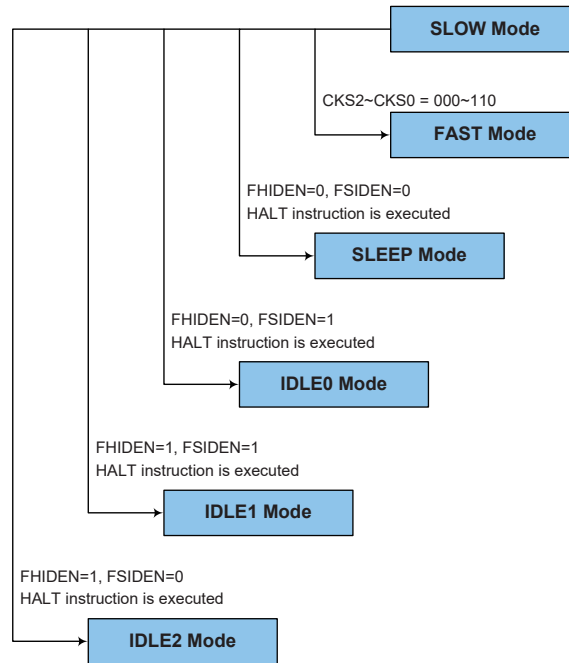 SLOW Mode
CKS2~CKS0 = 000~110
FAST Mode
FHIDEN=0, FSIDEN=0
HALT instruction is executed
SLEEP Mode
FHIDEN=0, FSIDEN=1
HALT instruction is executed
IDLE0 Mode
FHIDEN=1, FSIDEN=1
HALT instruction is executed
IDLE1 Mode
FHIDEN=1, FSIDEN=0
HALT instruction is executed
IDLE2 Mode